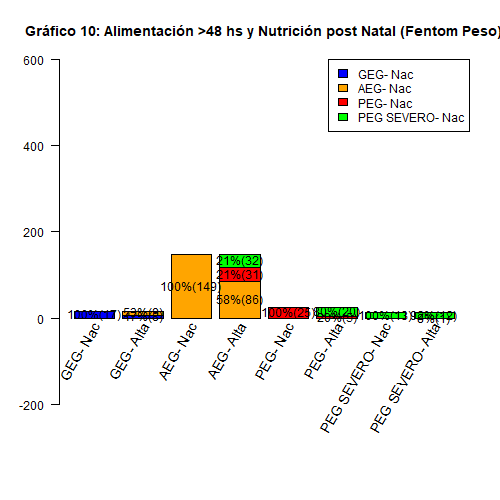 Gráfico 10: Alimentación >48 hs y Nutrición post Natal (Fentom Peso)
600
400
200
0
-200
GEG- Nac
AEG- Nac
PEG- Nac
PEG SEVERO- Nac
100%(149)
58%(86)
21%(31)
21%(32)
GEG- Nac
GEG- Alta
AEG- Nac
AEG- Alta
PEG- Nac
PEG- Alta
PEG SEVERO- Nac
PEG SEVERO- Alta